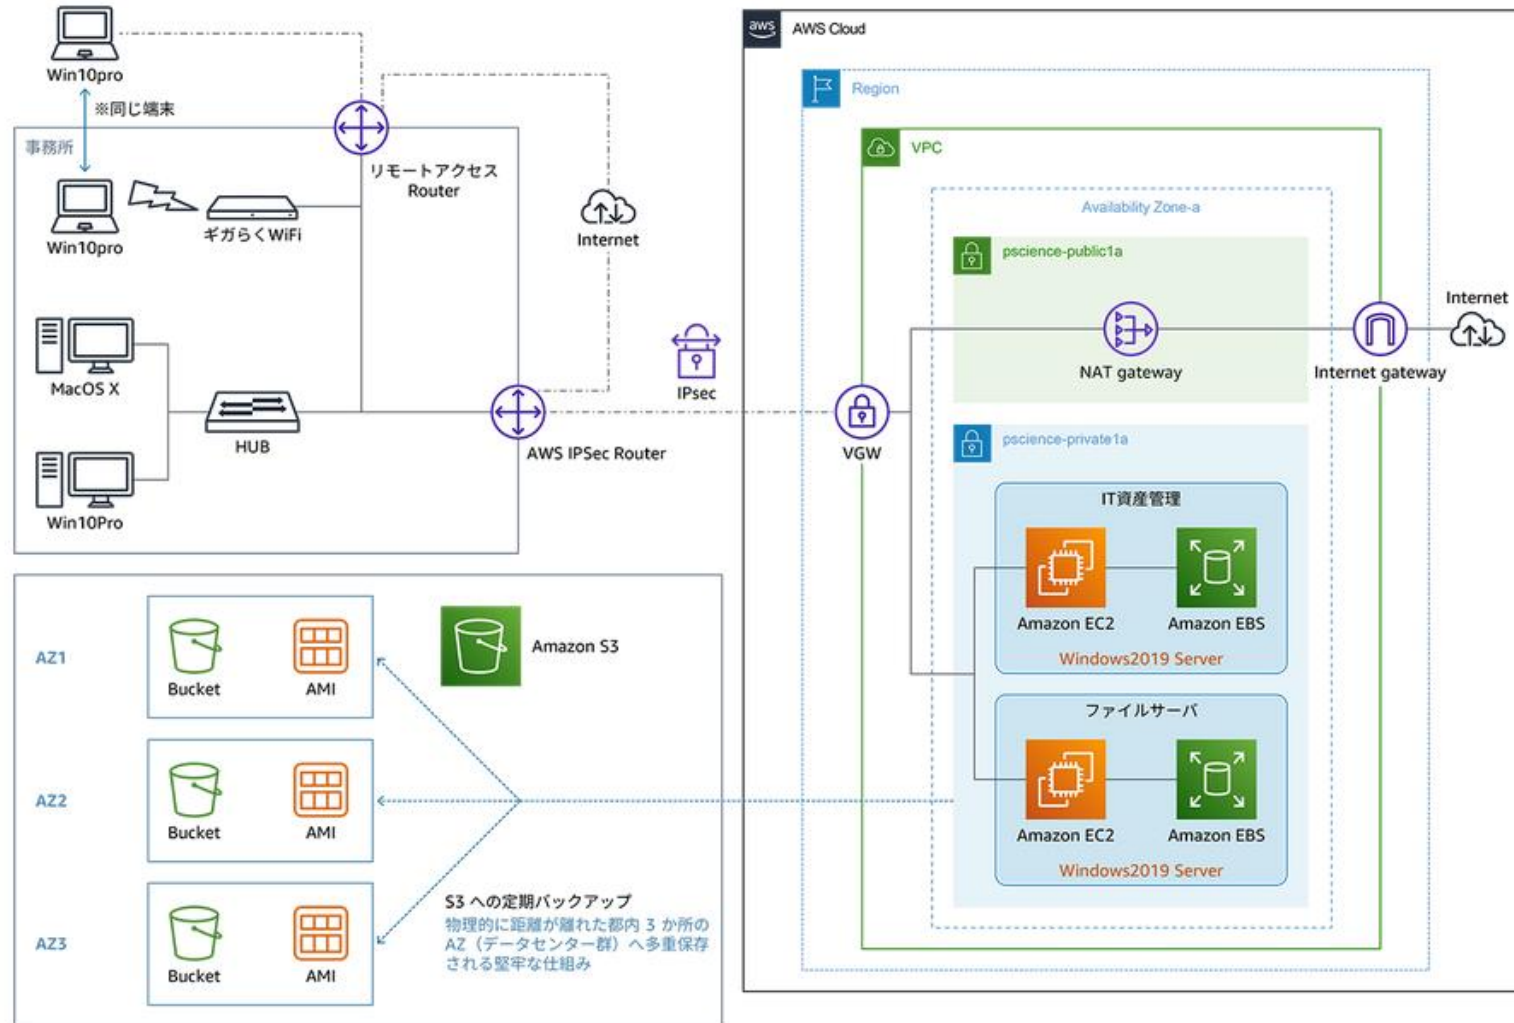 Win10pro
※同じ端末
事務所
リモートアクセス
Router
Win10pro
ギガらくWiFi
Internet
MacOS X
HUB
Win10Pro
AWS IPSec Router
IPsec
aws
AWS Cloud
Region
VPC
Availability Zone-a
pscience-public1a
NAT gateway
Internet gateway
Internet
VGW
pscience-private1a
IT資産管理
Amazon EC2
Amazon EBS
Windows2019 Server
ファイルサーバ
Amazon EC2
Amazon EBS
Windows2019 Server
AZ1
Bucket
AMI
Amazon S3
AZ2
Bucket
AMI
AZ3
Bucket
AMI
S3 への定期バックアップ
物理的に距離が離れた都内 3 か所の
AZ（データセンター群）へ多重保存
される堅牢な仕組み